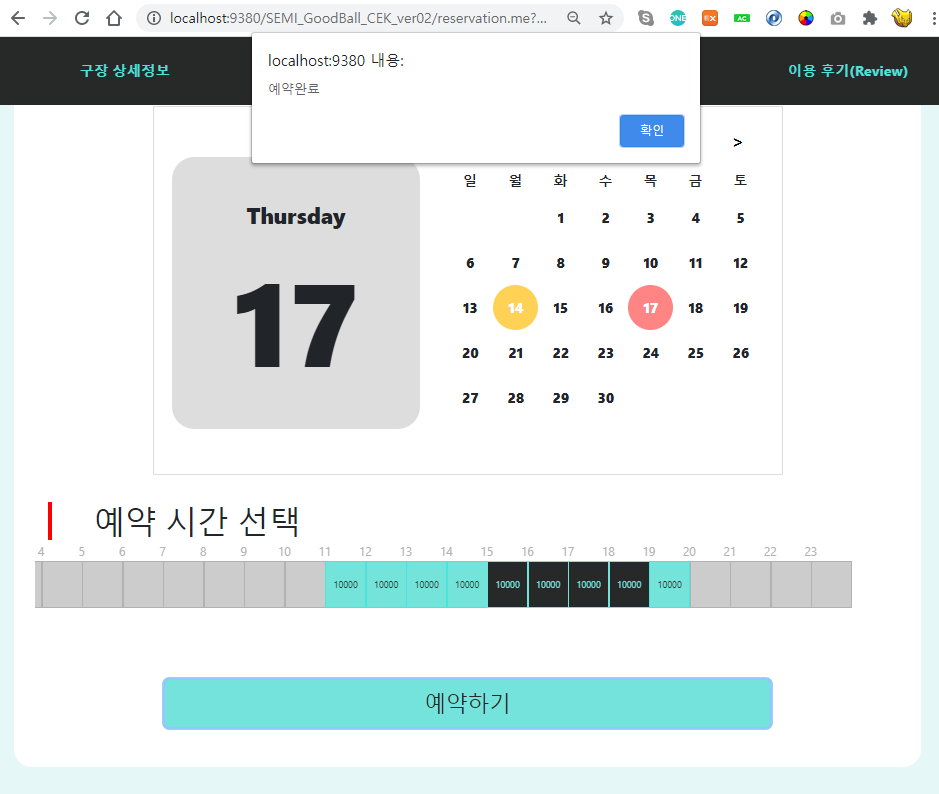 localhost:9380/SEMI_GoodBall_CEK_ver02/reservation.me?...
ONE
EX
AC
구장 상세정보
이용 후기(Review)
localhost:9380 내용:
예약완료
확인
>
일 월 화 수 목 금 토
Thursday
17
1 2 3 4 5
6 7 8 9 10 11 12
13 14 15 16 17 18 19
20 21 22 23 24 25 26
27 28 29 30
예약 시간 선택
4 5 6 7 8 9 10 11 12 13 14 15 16 17 18 19 20 21 22 23
10000 10000 10000 10000 10000 10000 10000 10000 10000
예약하기